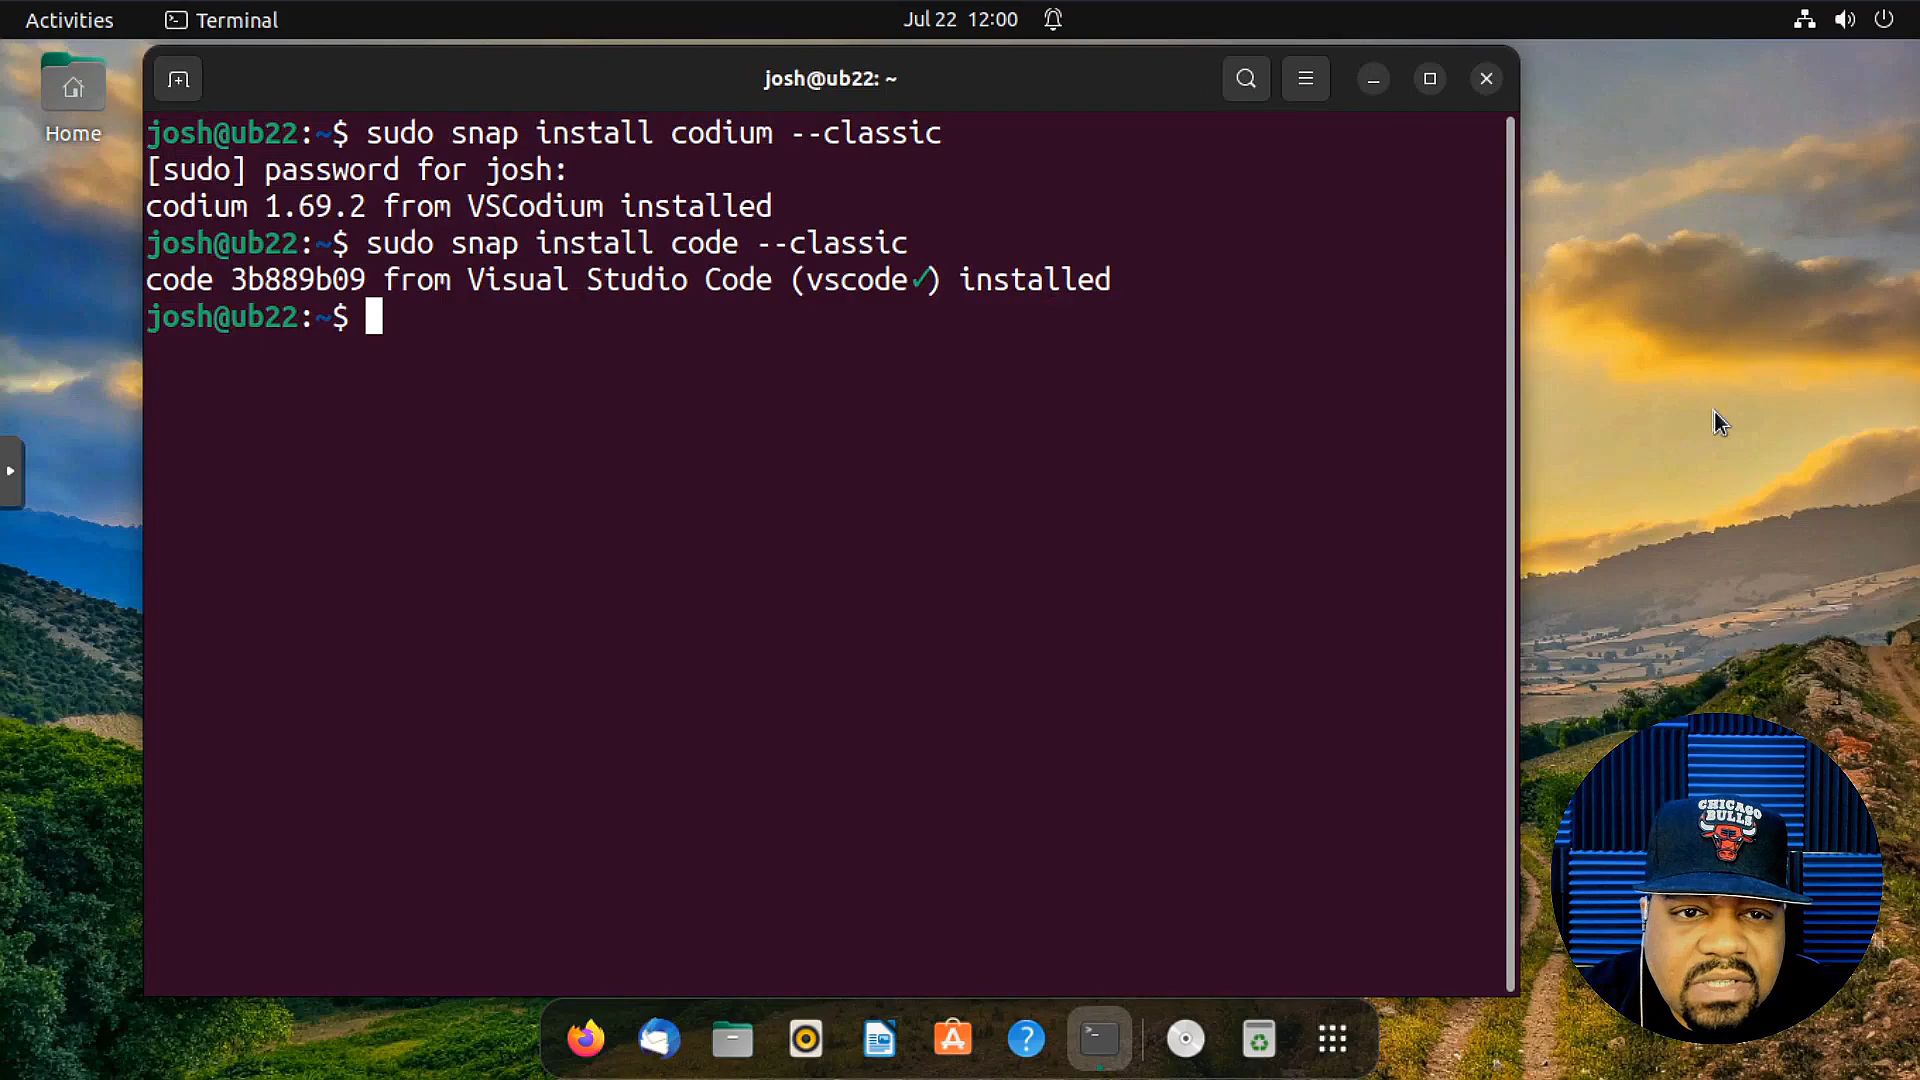 Activities
Terminal
Jul 22 12:00
Home
josh@ub22: ~
josh@ub22:~$ sudo snap install codium --classic
[sudo] password for josh:
codium 1.69.2 from VSCodium installed
josh@ub22:~$ sudo snap install code --classic
code 3b889b09 from Visual Studio Code (vscode✓) installed
josh@ub22:~$
CHICAGO
BULLS